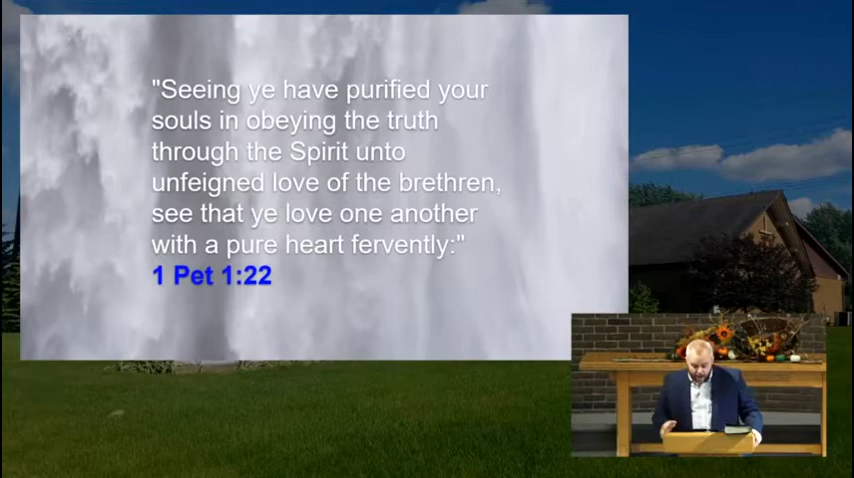 "Seeing ye have purified your
souls in obeying the truth
through the Spirit unto
unfeigned love of the brethren,
see that ye love one another
with a pure heart fervently:"
1 Pet 1:22